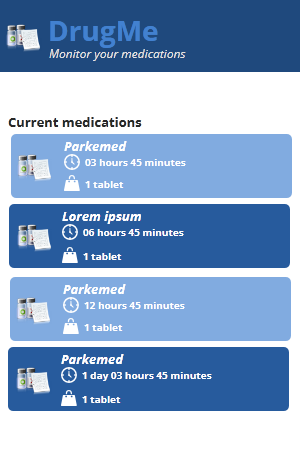 DrugMe
Monitor your medications
Current medications
Parkemed
03 hours 45 minutes
1 tablet
Lorem ipsum
06 hours 45 minutes
1 tablet
Parkemed
12 hours 45 minutes
1 tablet
Parkemed
1 day 03 hours 45 minutes
1 tablet